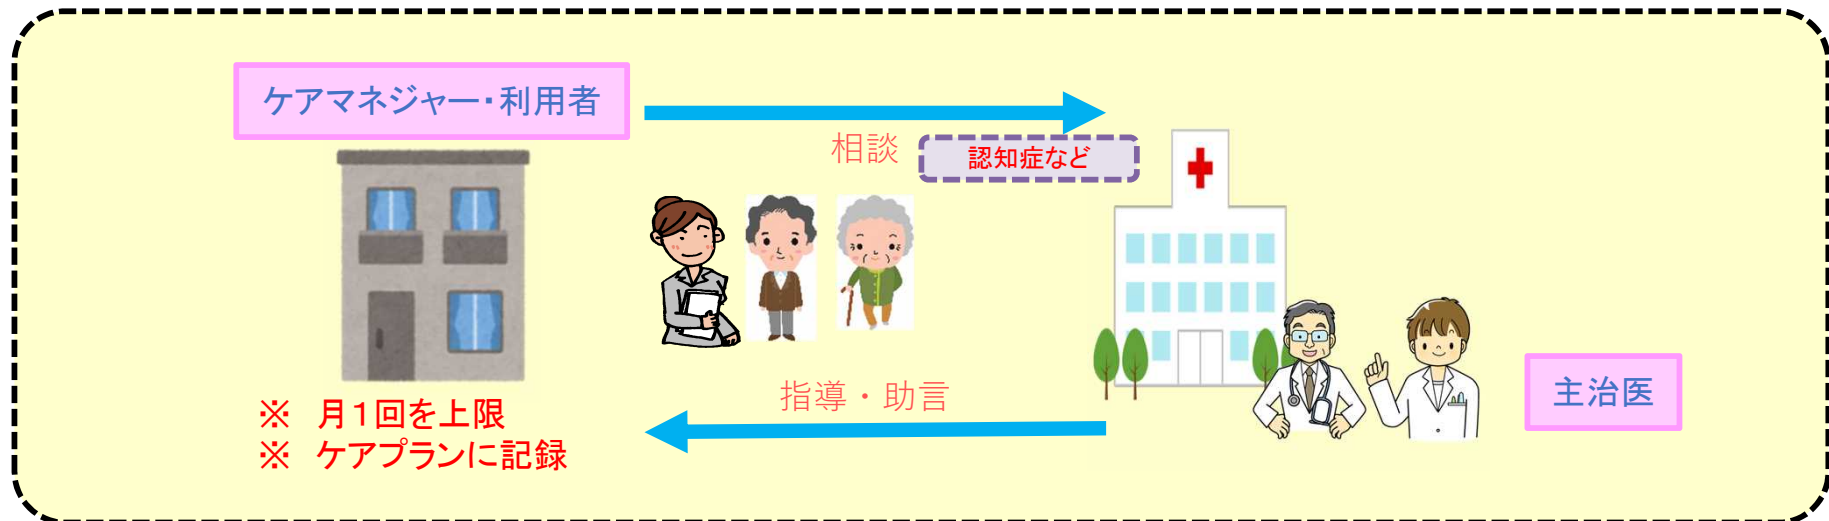 ケアマネジャー・利用者
相談
認知症など
指導・助言
主治医
※　月１回を上限
※　ケアプランに記録